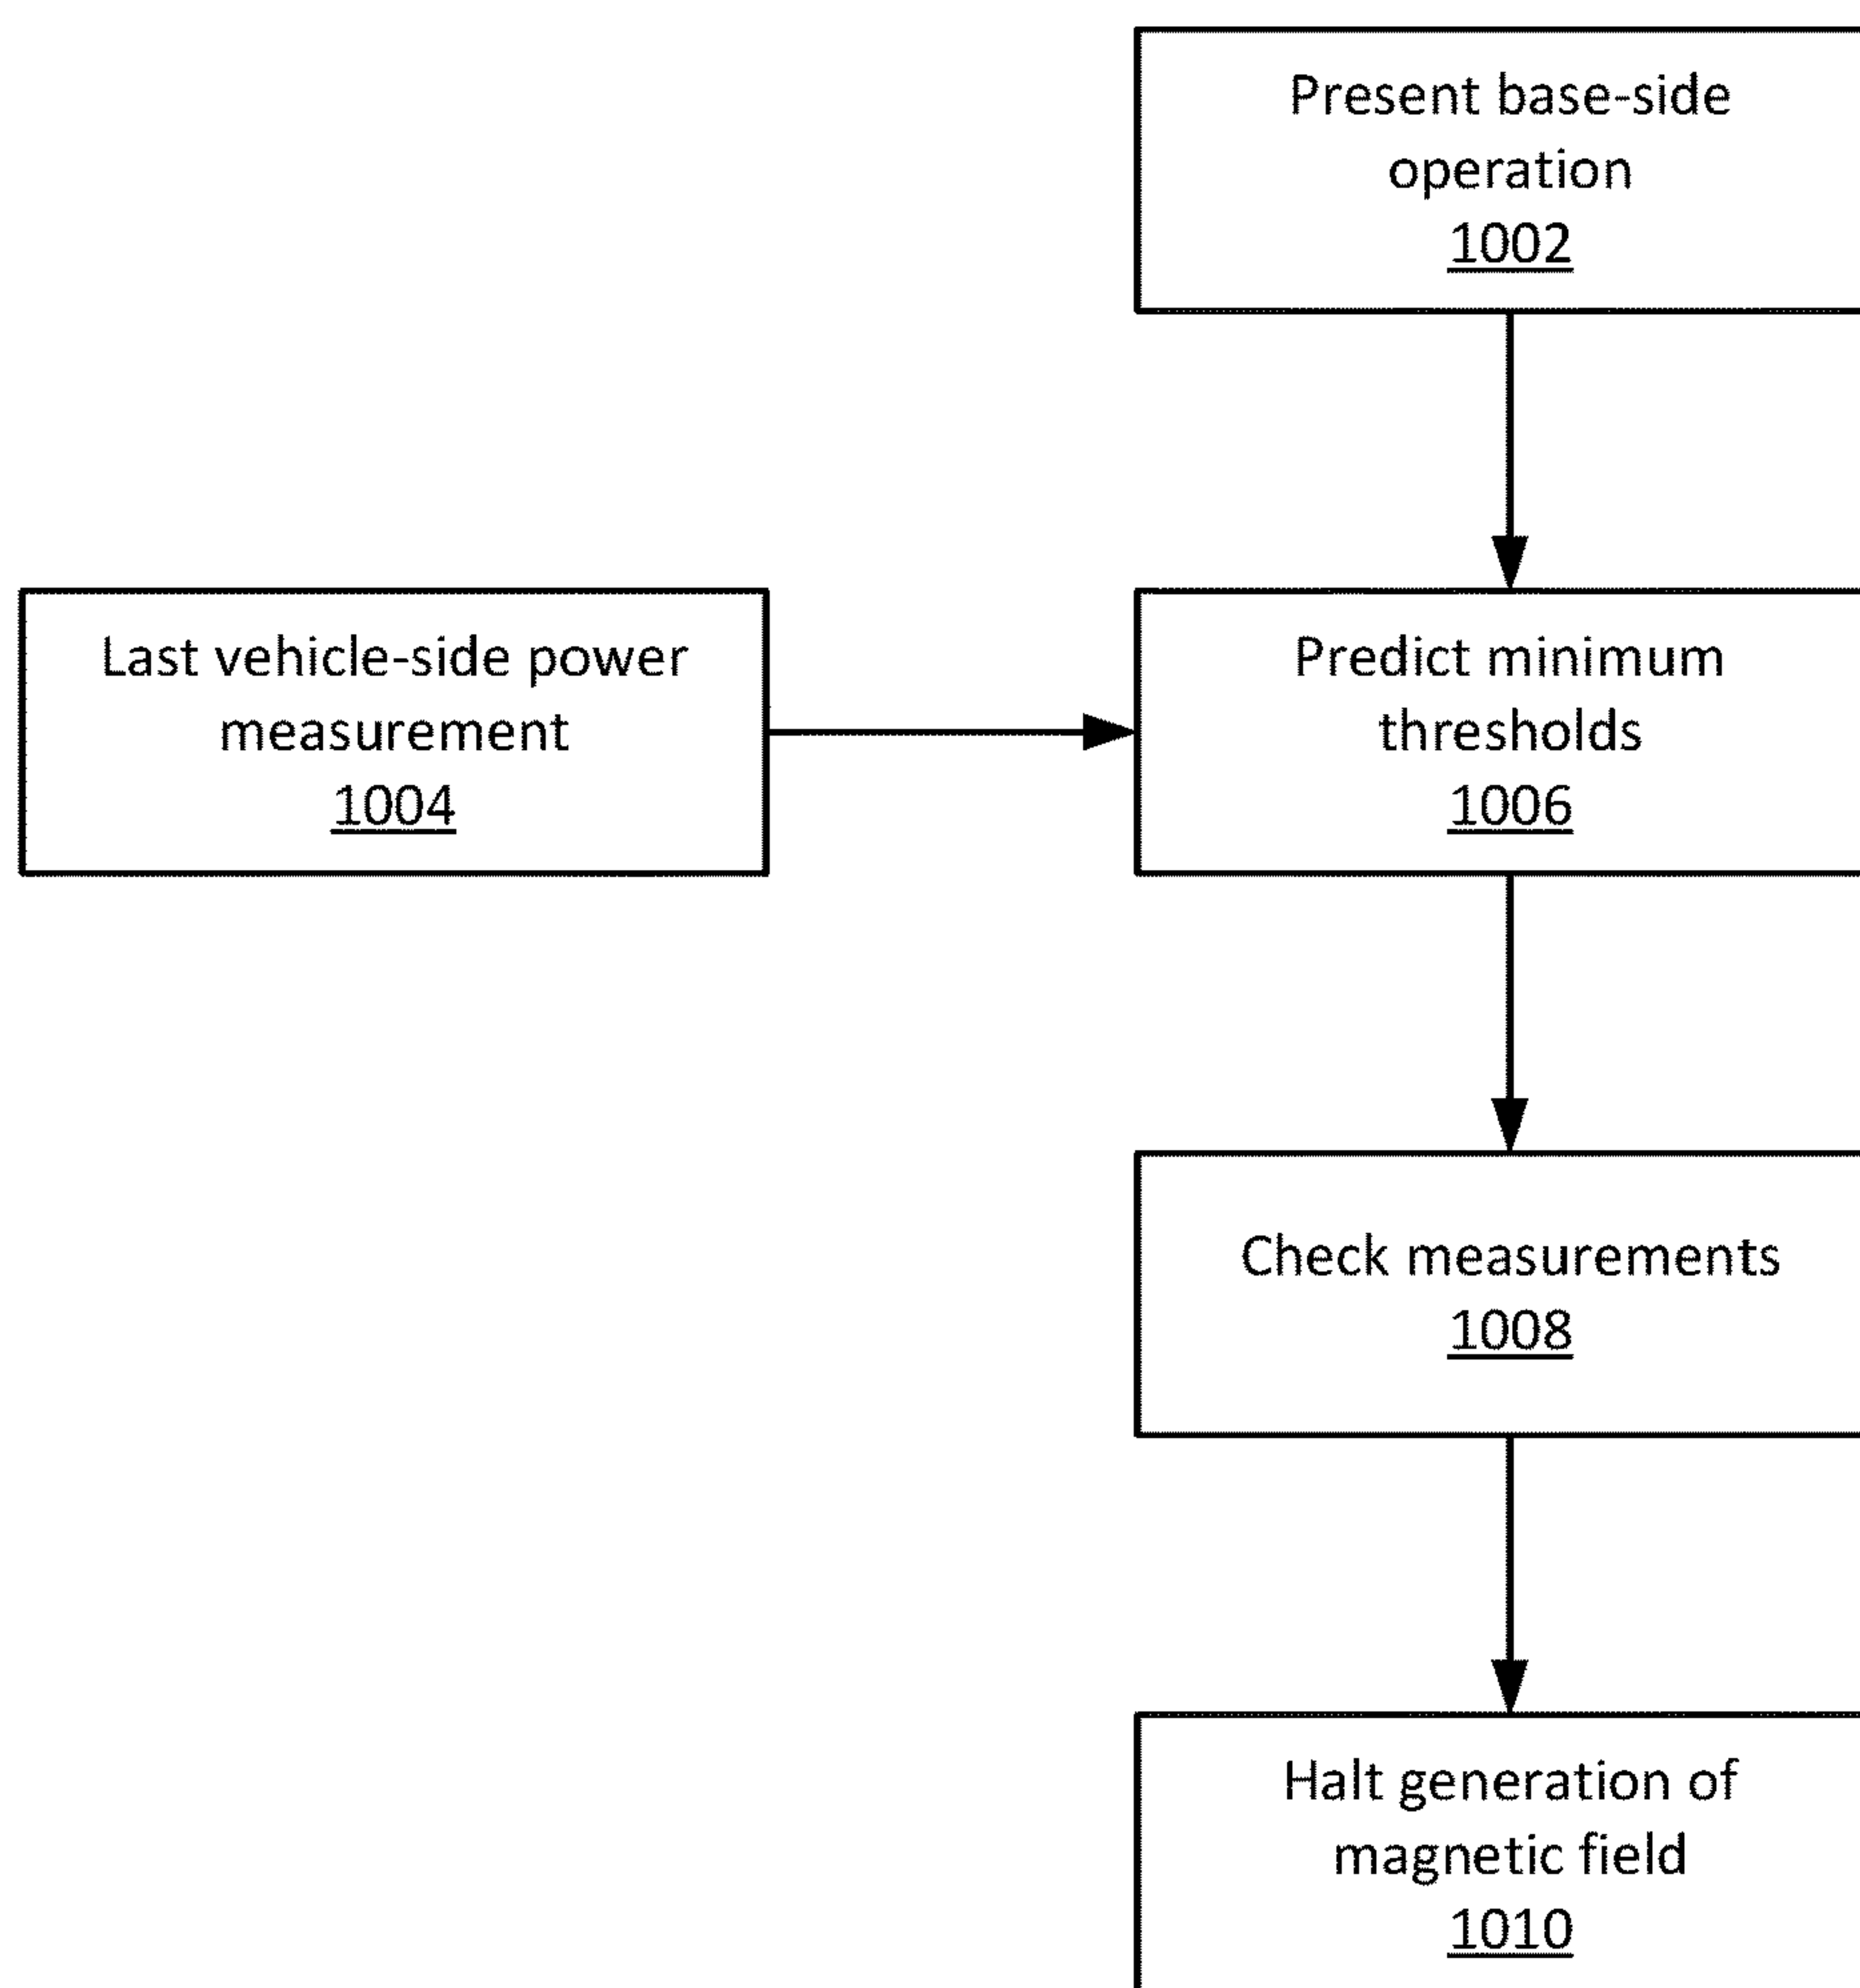 Present base-side
operation
1002
Last vehicle-side power
measurement
1004
Predict minimum
thresholds
1006
Check measurements
1008
Halt generation of
magnetic field
1010